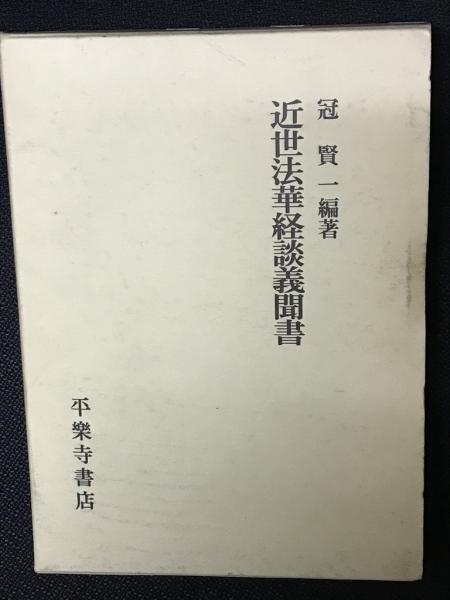 冠 賢一編著
近世法華経談義聞書
平樂寺書店